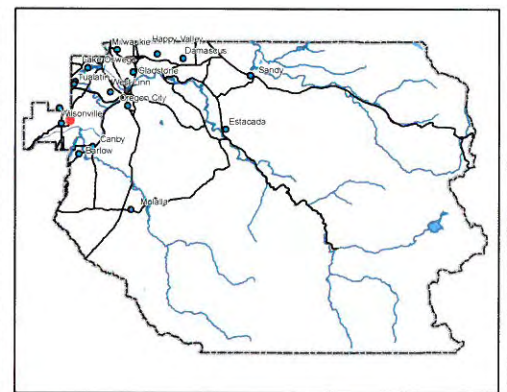 Milwaukie
Happy Valley
Damascus
Lake Oswego
Gladstone
Sandy
Tualatin
West Linn
Oregon City
Wilsonville
Estacada
Canby
Barlow
Molalla